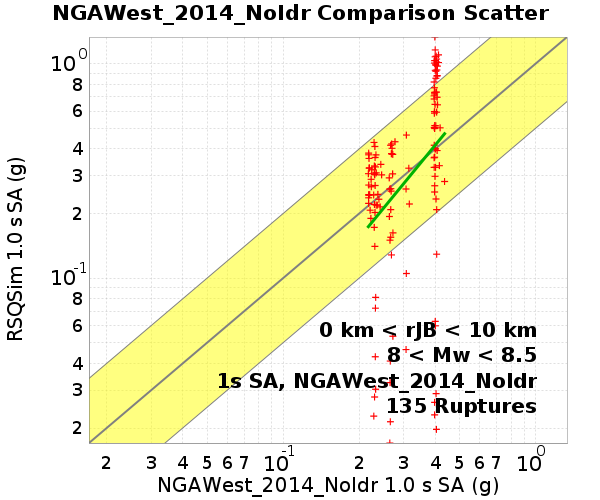 NGAWest_2014_NoIdr Comparison Scatter
10^0
8
6
4
3
2
10^-1
8
6
4
3
2
RSQSim 1.0 s SA (g)
0 km < rJB < 10 km
8 < Mw < 8.5
1s SA, NGAWest_2014_NoIdr
135 Ruptures
2 3 4 5 6 7 10^-1 2 3 4 5 6 7 10^0
NGAWest_2014_NoIdr 1.0 s SA (g)